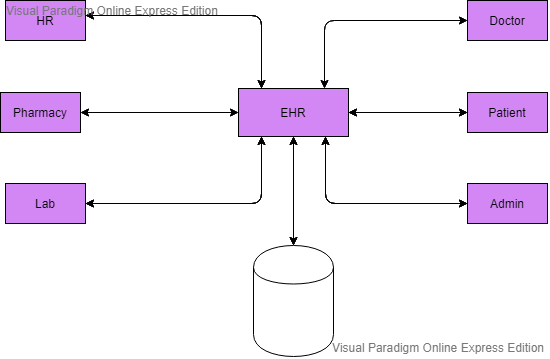 Visual Paradigm Online Express Edition
HR
Doctor
Pharmacy
EHR
Patient
Lab
Admin
Visual Paradigm Online Express Edition